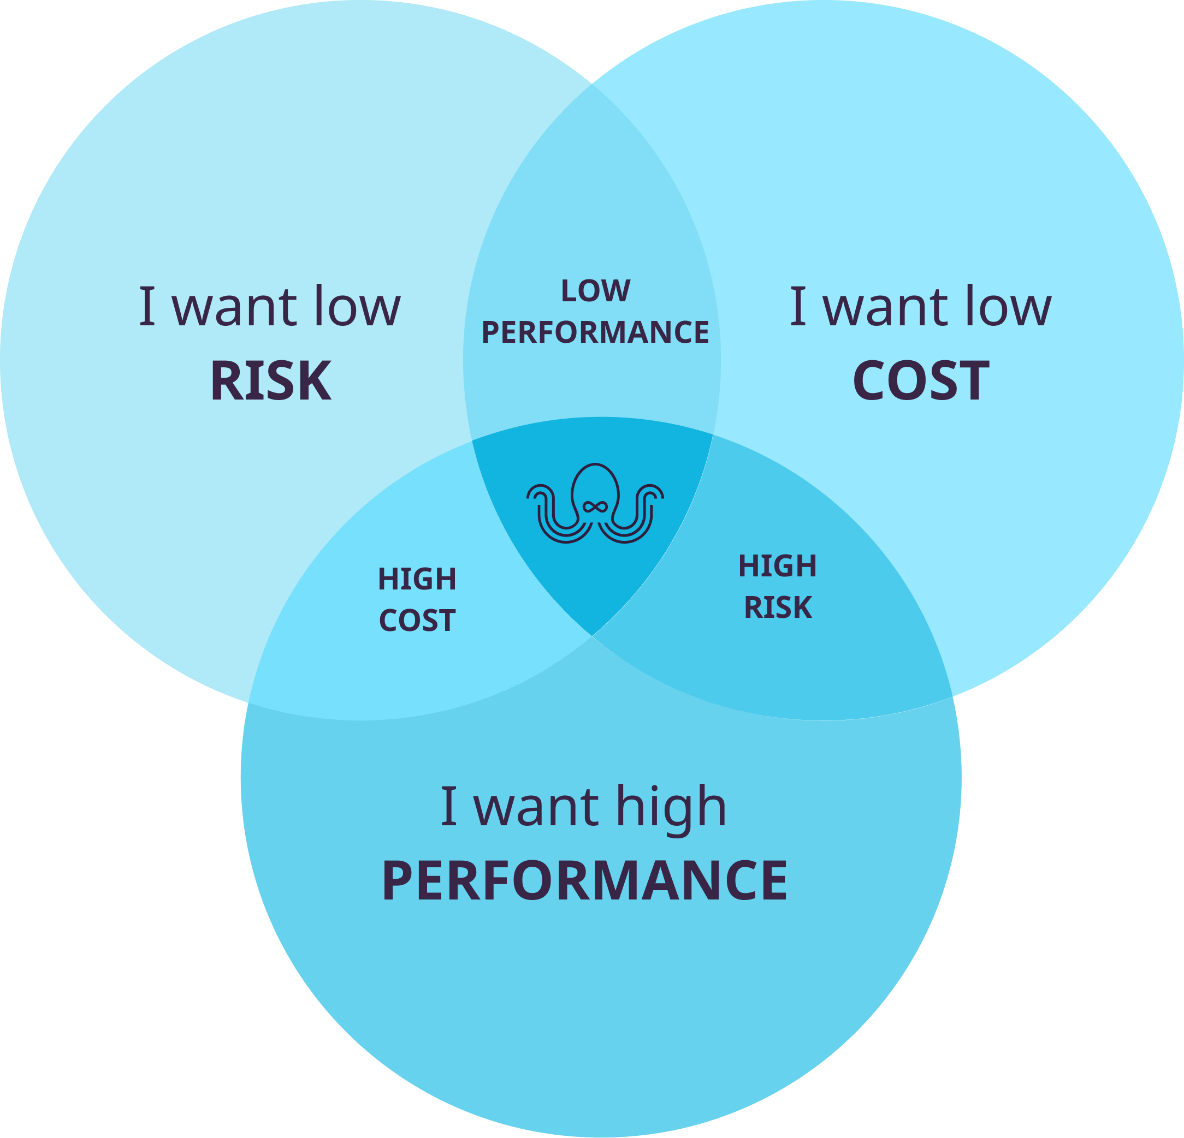 I want low
RISK
LOW
PERFORMANCE
I want low
COST
HIGH
COST
HIGH
RISK
I want high
PERFORMANCE